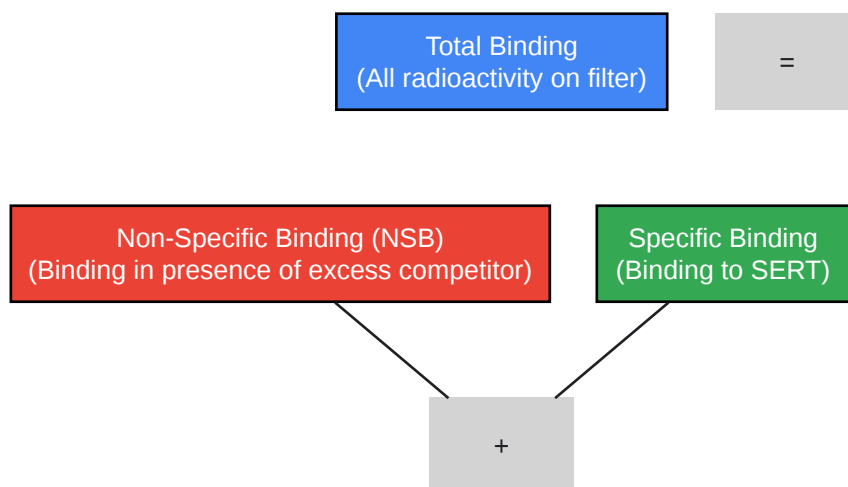 Total Binding
(All radioactivity on filter)
=
Non-Specific Binding (NSB)
(Binding in presence of excess competitor)
Specific Binding
(Binding to SERT)
+